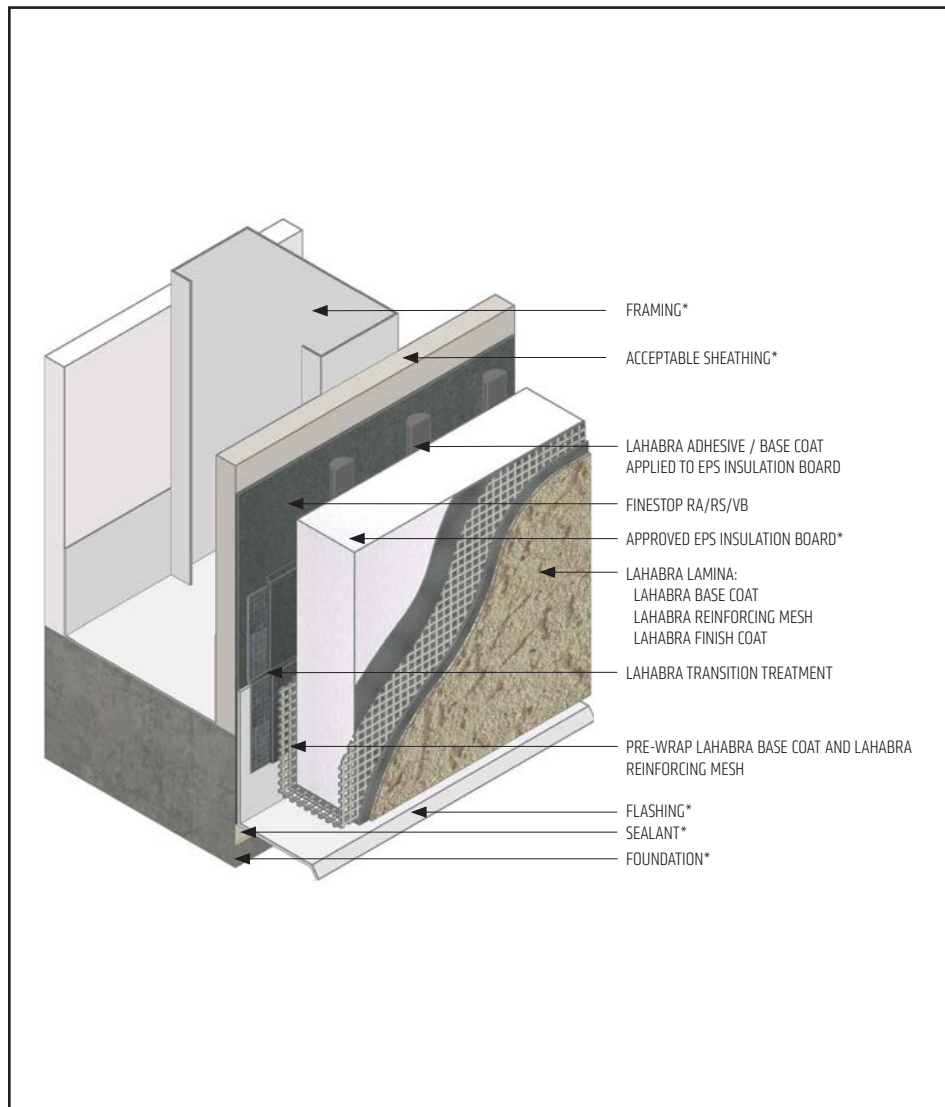 FRAMING*
ACCEPTABLE SHEATHING*
LAHABRA ADHESIVE / BASE COAT
APPLIED TO EPS INSULATION BOARD
FINESTOP RA/RS/VB
APPROVED EPS INSULATION BOARD*
LAHABRA LAMINA:
LAHABRA BASE COAT
LAHABRA REINFORCING MESH
LAHABRA FINISH COAT
LAHABRA TRANSITION TREATMENT
PRE-WRAP LAHABRA BASE COAT AND LAHABRA
REINFORCING MESH
FLASHING*
SEALANT*
FOUNDATION*